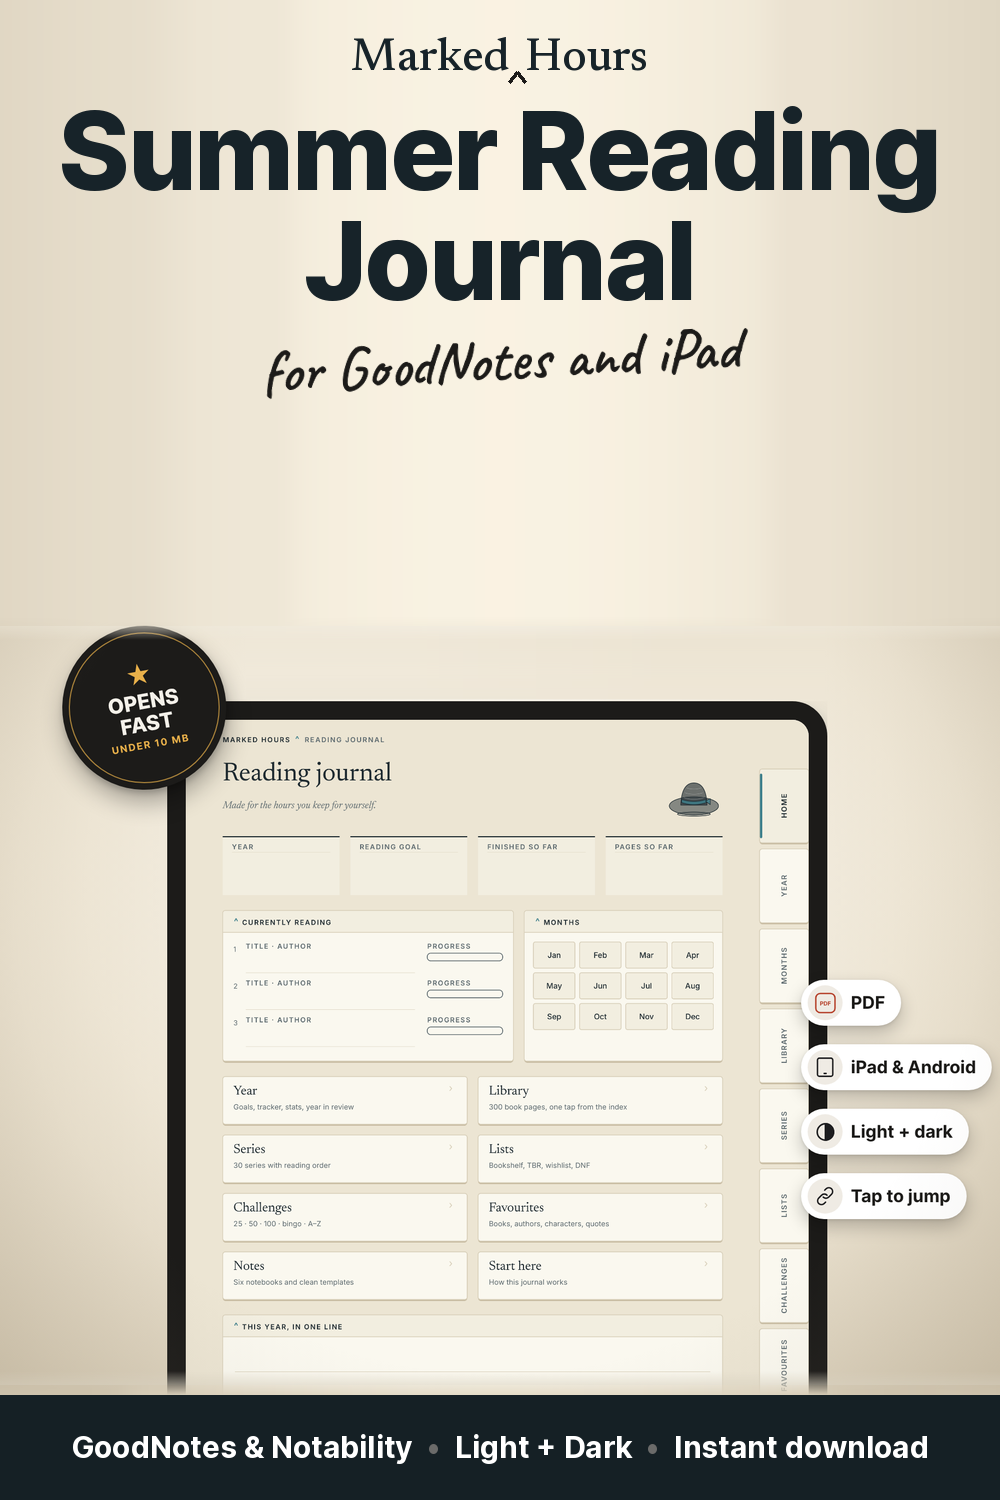 Marked ^ Hours
Summer Reading
Journal
for GoodNotes and iPad
OPENS
FAST
UNDER 10 MB
MARKED HOURS ^ READING JOURNAL
Reading journal
Made for the hours you keep for yourself.
YEAR
READING GOAL
FINISHED SO FAR
PAGES SO FAR
^ CURRENTLY READING
1 TITLE · AUTHOR PROGRESS
2 TITLE · AUTHOR PROGRESS
3 TITLE · AUTHOR PROGRESS
^ MONTHS
Jan Feb Mar Apr
May Jun Jul Aug
Sep Oct Nov Dec
Year
Goals, tracker, stats, year in review
Library
300 book pages, one tap from the index
Series
30 series with reading order
Lists
Bookshelf, TBR, wishlist, DNF
Challenges
25 · 50 · 100 · bingo · A–Z
Favourites
Books, authors, characters, quotes
Notes
Six notebooks and clean templates
Start here
How this journal works
^ THIS YEAR, IN ONE LINE
HOME
YEAR
MONTHS
LIBRARY
SERIES
LISTS
CHALLENGES
FAVOURITES
PDF PDF
iPad & Android
Light + dark
Tap to jump
GoodNotes & Notability • Light + Dark • Instant download